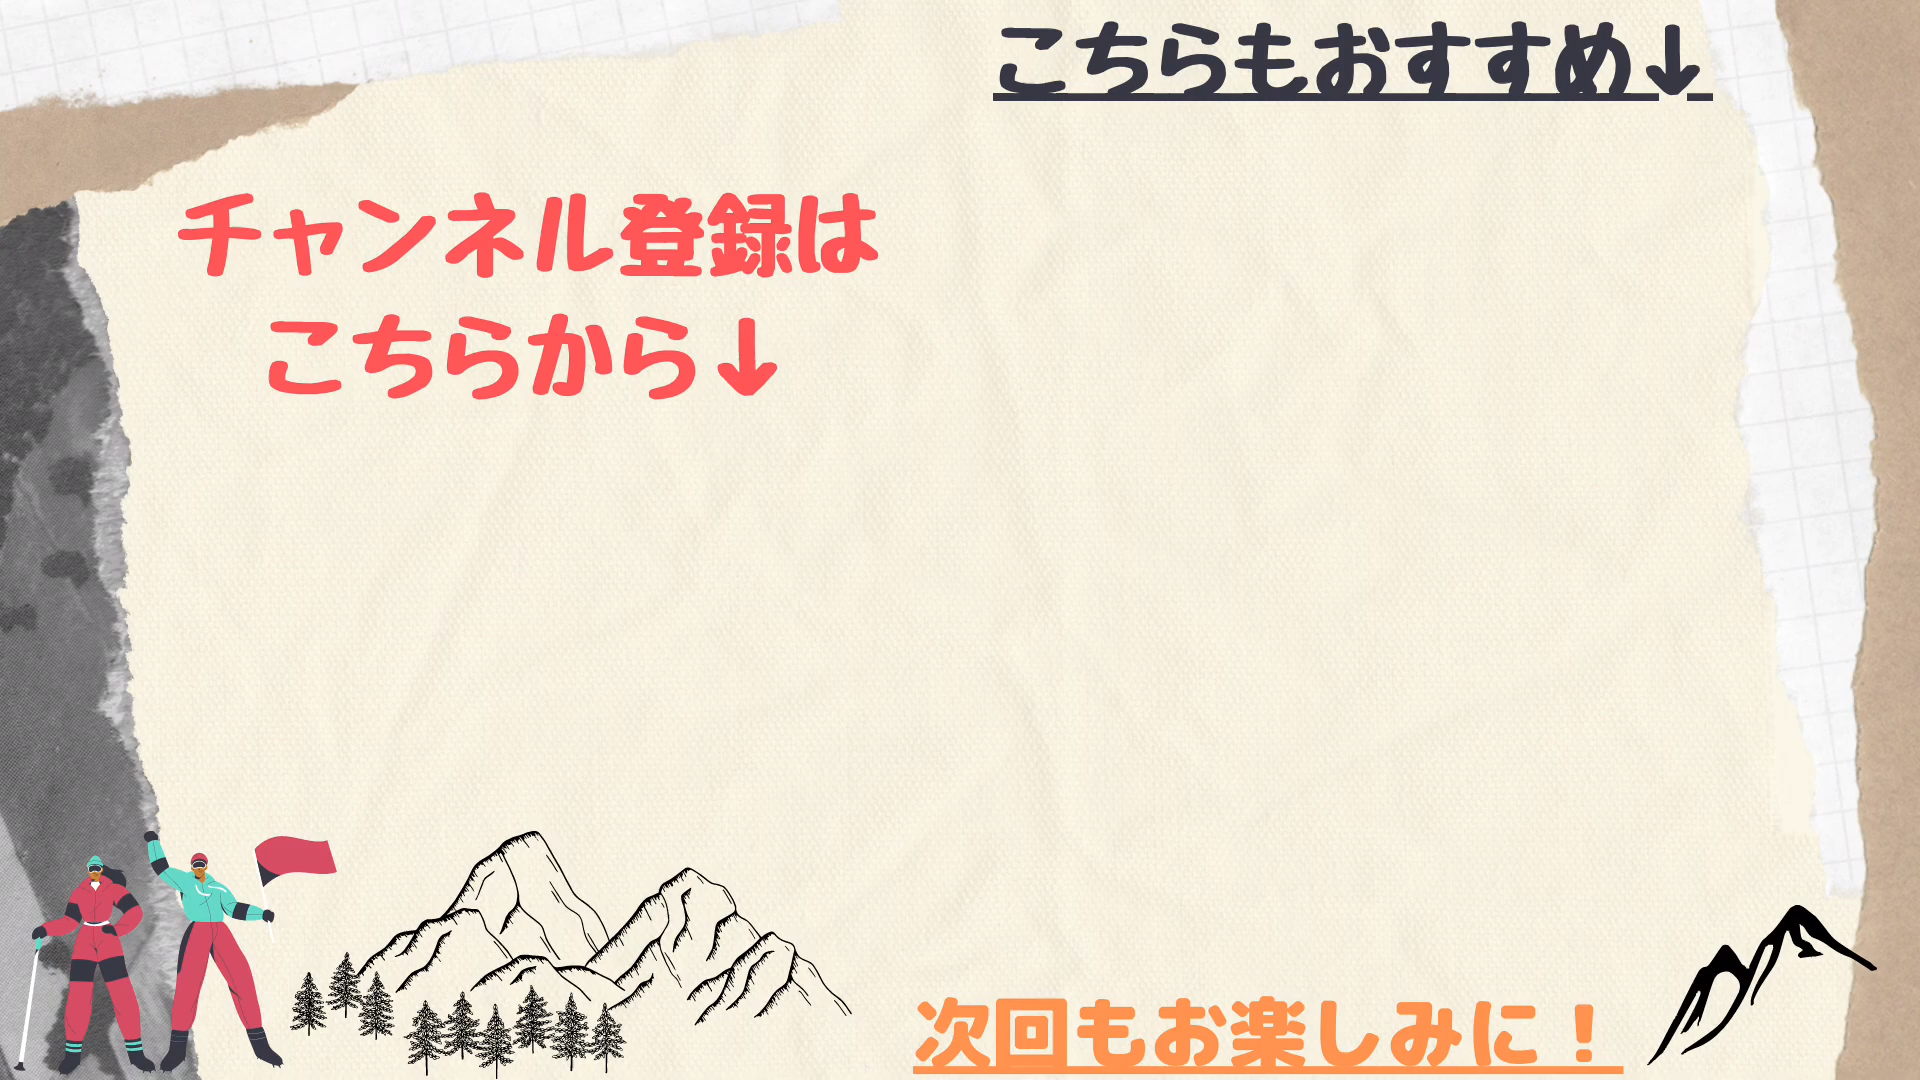 こちらもおすすめ↓
チャンネル登録は
こちらから↓
次回もお楽しみに！